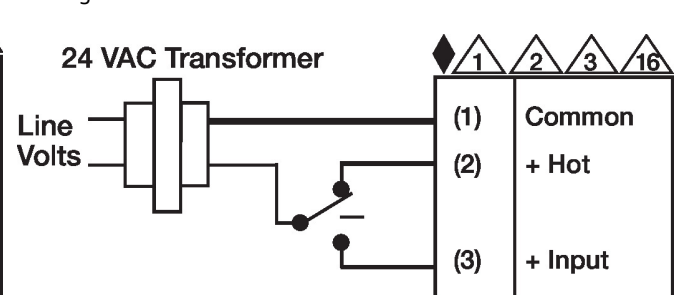 24 VAC Transformer
1 2 3 16
Line
Volts
(1) Common
(2) + Hot
(3) + Input